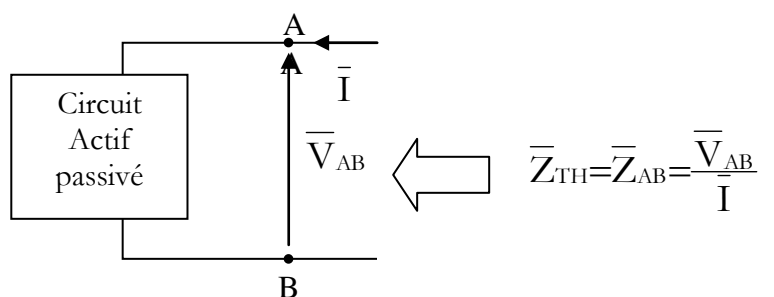 A
A
I̅
Circuit
Actif
passivé
V̅AB
Z̅TH=Z̅AB=V̅AB/I̅
B